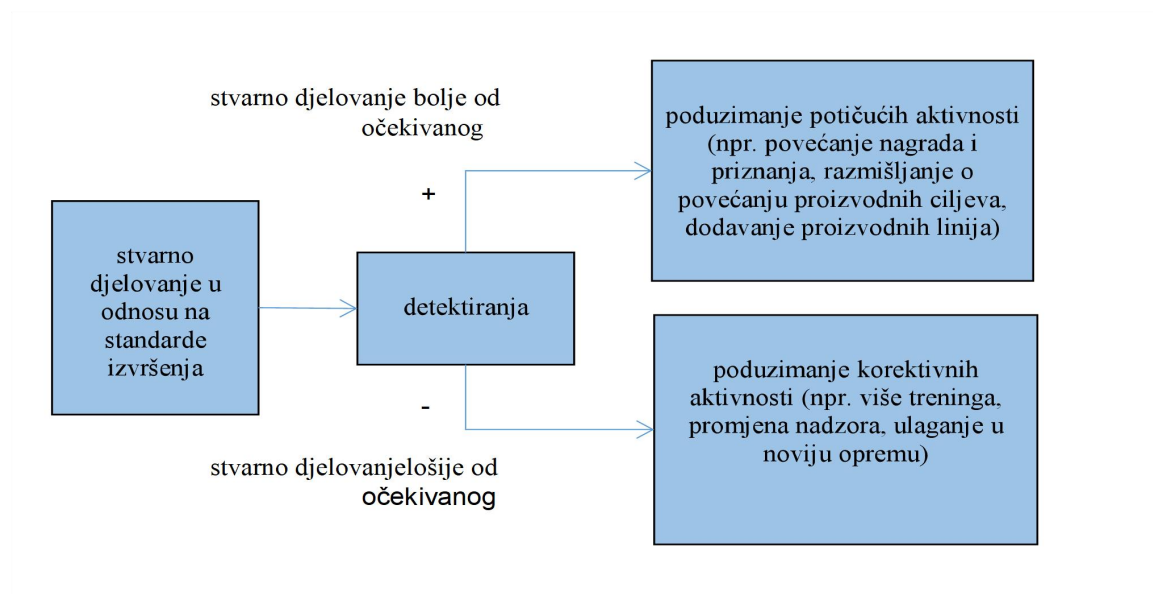 stvarno
djelovanje u
odnosu na
standarde
izvršenja
stvarno djelovanje bolje od
očekivanog
+
detektiranja
-
stvarno djelovanjelošije od
očekivanog
poduzimanje potičućih aktivnosti
(npr. povećanje nagrada i
priznanja, razmišljanje o
povećanju proizvodnih ciljeva,
dodavanje proizvodnih linija)
poduzimanje korektivnih
aktivnosti (npr. više treninga,
promjena nadzora, ulaganje u
noviju opremu)